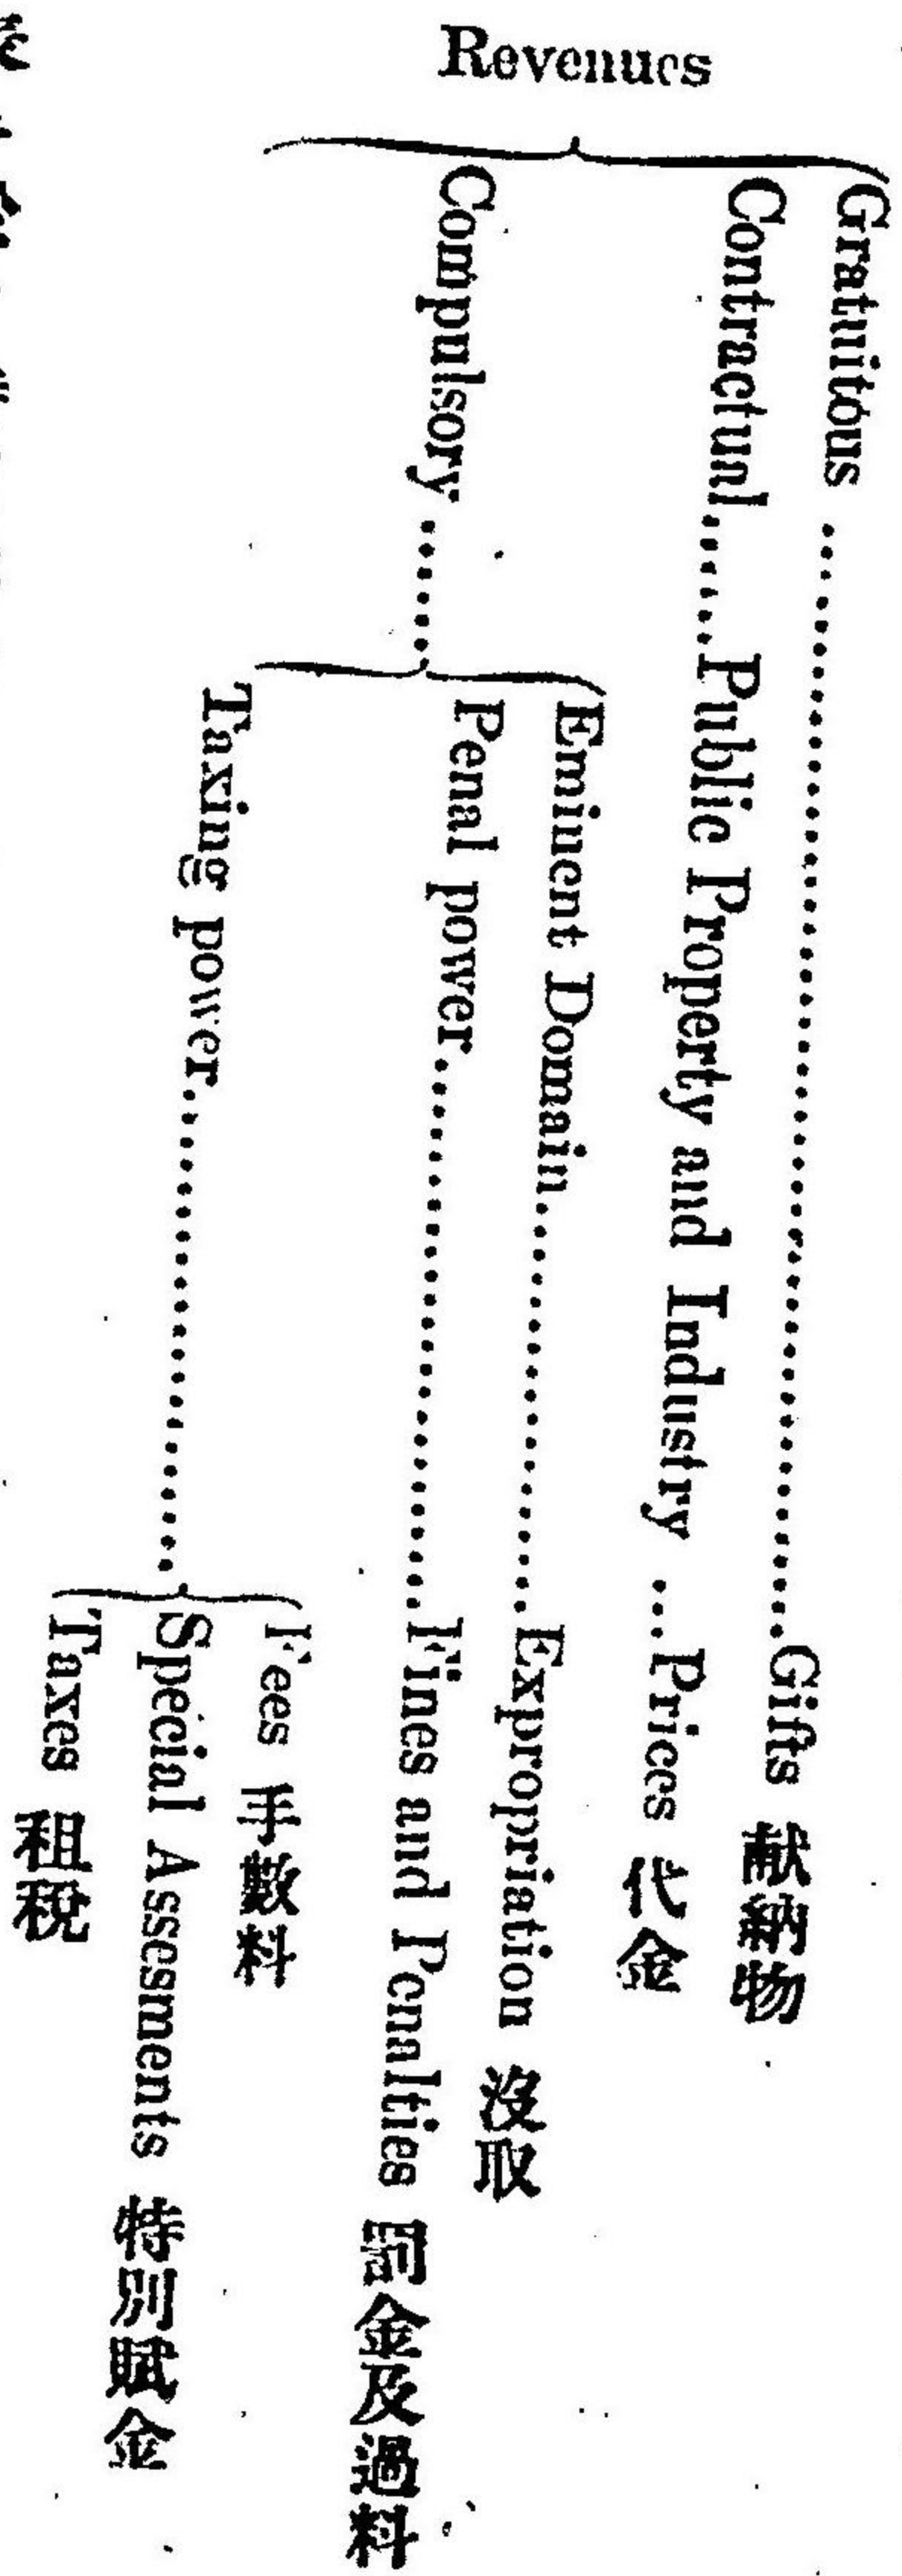 Revenues
Gratuitous ........ Gifts 献納物
Contractual...... Public Property and Industry ... Prices 代金
Compulsory ......
Eminent Domain........ Expropriation 沒取
Penal power........ Fines and Penalties 罰金及過料
Taxing power........
Fees 手數料
Special Assesments 特別賦金
Taxes 租税